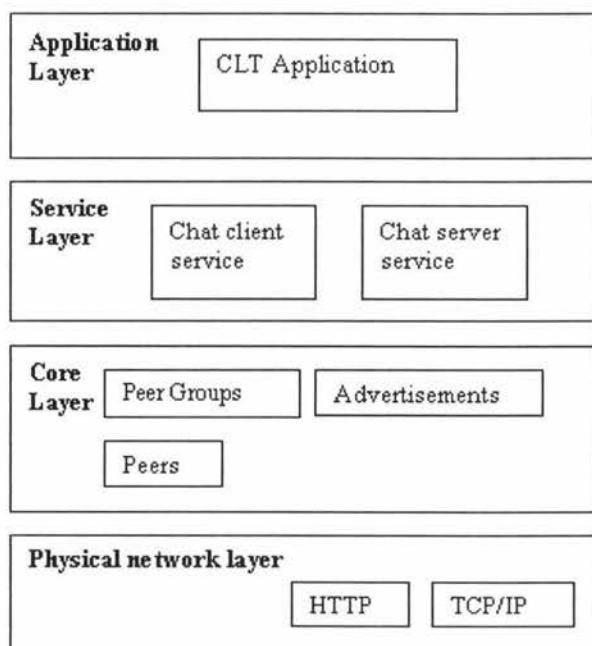 Application
Layer
CLT Application
Service
Layer
Chat client
service
Chat server
service
Core
Layer
Peer Groups
Advertisements
Peers
Physical network layer
HTTP
TCP/IP